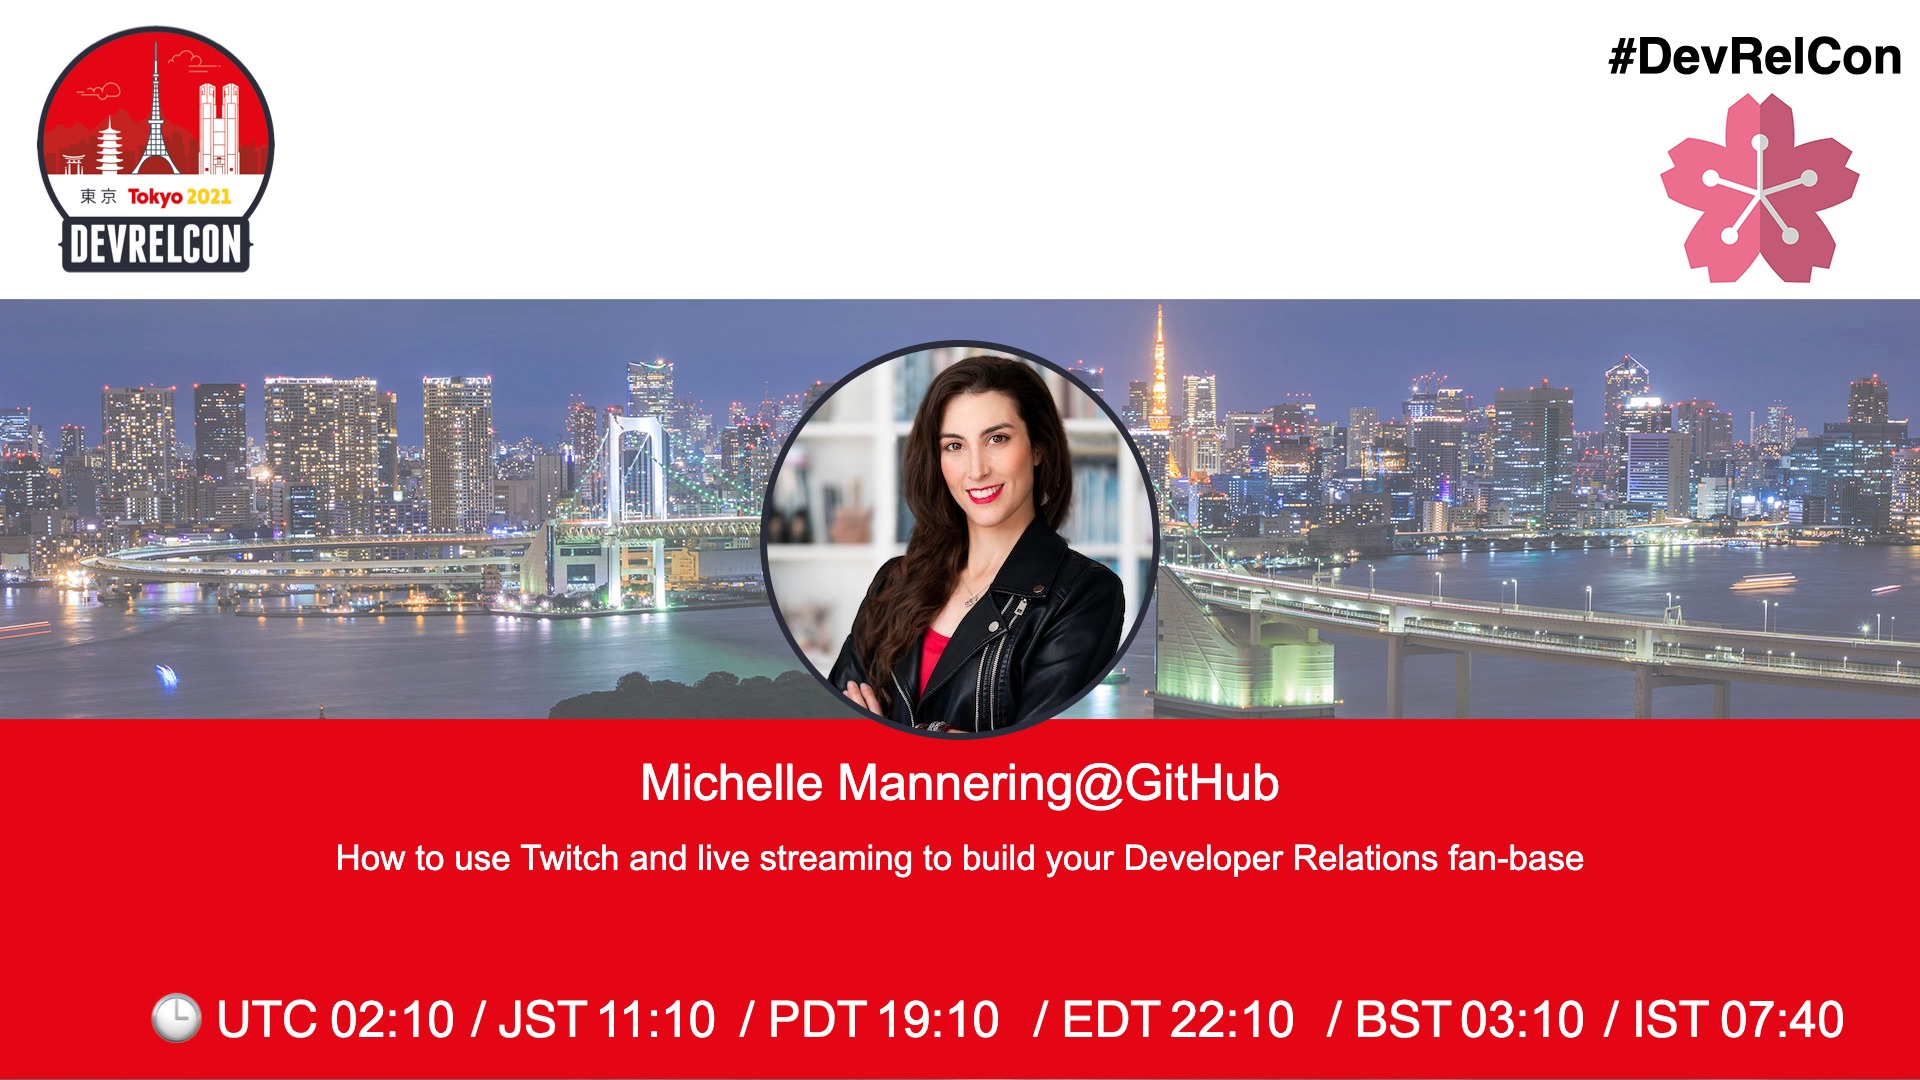 #DevRelCon
東京 Tokyo 2021
DEVRELCON
Michelle Mannering@GitHub
How to use Twitch and live streaming to build your Developer Relations fan-base
UTC 02:10 / JST 11:10 / PDT 19:10 / EDT 22:10 / BST 03:10 / IST 07:40